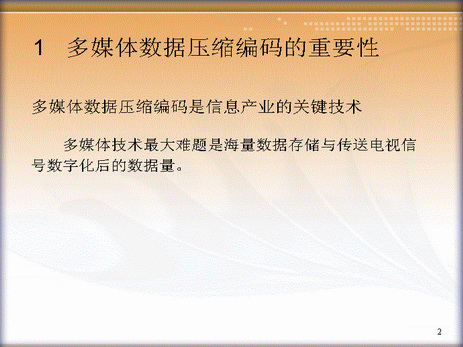 1 多媒体数据压缩编码的重要性
多媒体数据压缩编码是信息产业的关键技术
多媒体技术最大难题是海量数据存储与传送电视信
号数字化后的数据量。
2